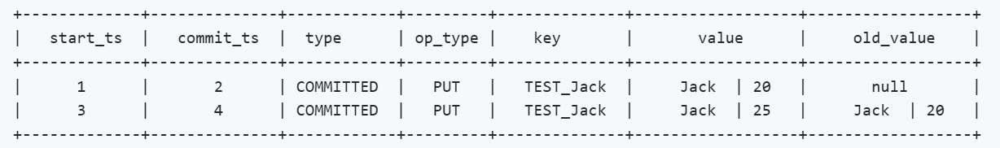 +-------------+--------------+------------+---------+-------------+------------------+------------------+
|   start_ts  |   commit_ts  |  type      | op_type |    key      |      value       |     old_value    |
+-------------+--------------+------------+---------+-------------+------------------+------------------+
|      1      |       2      | COMMITTED  |   PUT   |  TEST_Jack  |    Jack  | 20    |       null       |
|      3      |       4      | COMMITTED  |   PUT   |  TEST_Jack  |    Jack  | 25    |    Jack  | 20    |
+-------------+--------------+------------+---------+-------------+------------------+------------------+